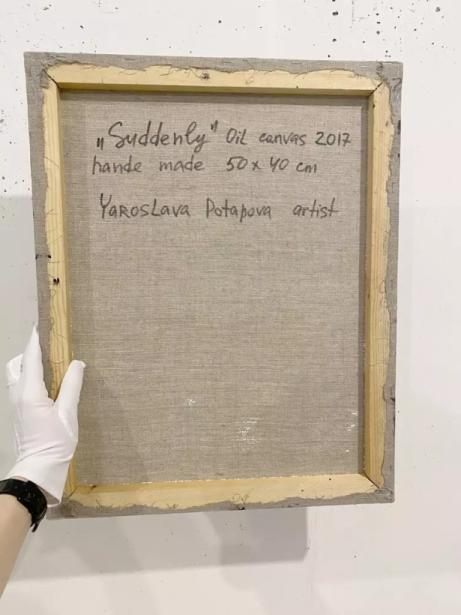 „Suddenly" Oil canvas 2017
hande made 50 x 40 cm
Yaroslava Potapova artist